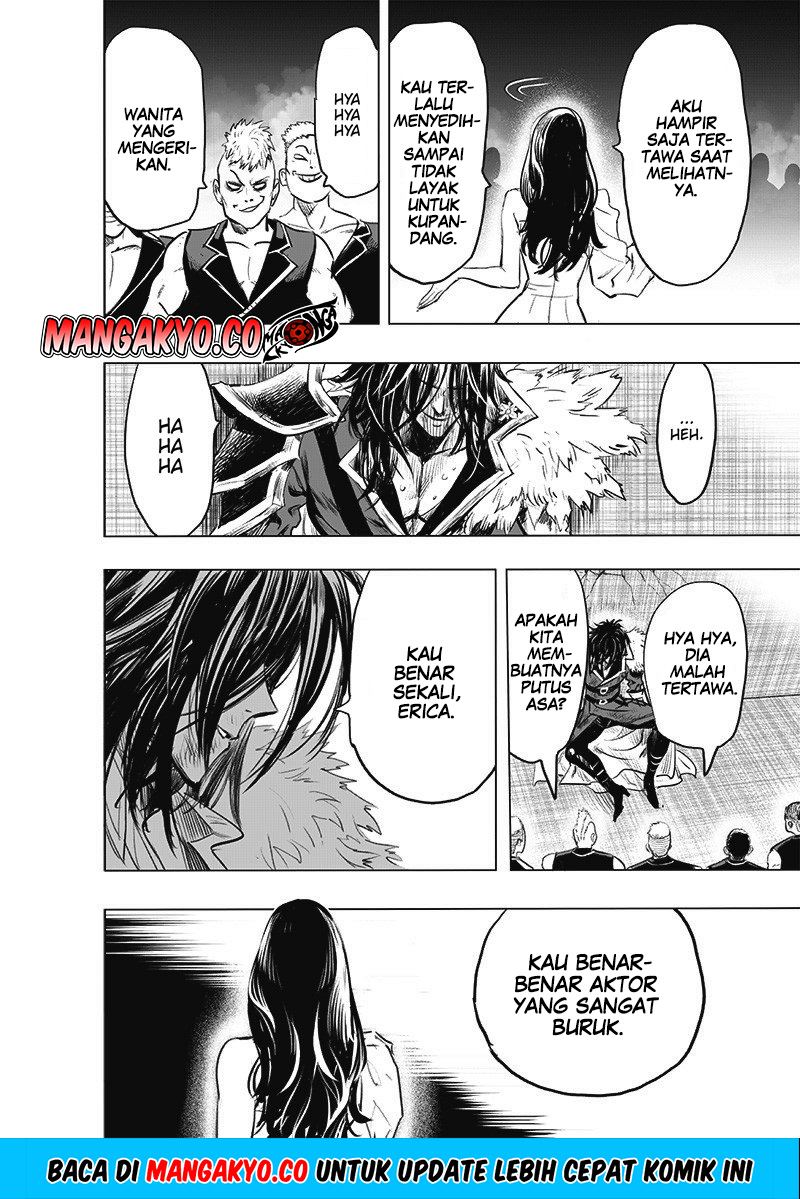 AKU
HAMPIR
SAJA TER-
TAWA SAAT
MELIHAT-
NYA.
KAU TER-
LALU
MENYEDIH-
KAN
SAMPAI
TIDAK
LAYAK
UNTUK
KUPAN-
DANG.
HYA
HYA
HYA
WANITA
YANG
MENGERI-
KAN.
MANGAKYO.CO
...
HEH.
HA
HA
HA
HYA HYA,
DIA
MALAH
TERTAWA.
APAKAH
KITA
MEM-
BUATNYA
PUTUS
ASA?
KAU
BENAR
SEKALI,
ERICA.
KAU BENAR-
BENAR AKTOR
YANG SANGAT
BURUK.
BACA DI MANGAKYO.CO UNTUK UPDATE LEBIH CEPAT KOMIK INI